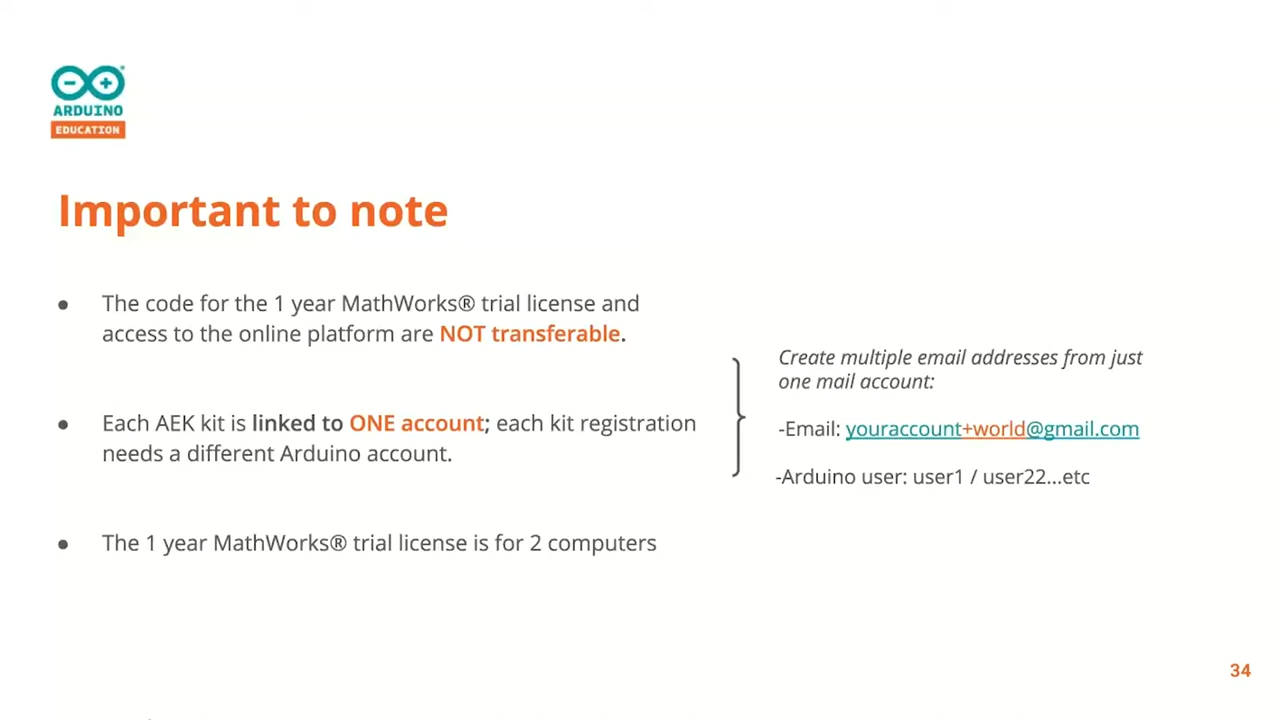 ARDUINO
EDUCATION
Important to note
● The code for the 1 year MathWorks® trial license and
access to the online platform are NOT transferable.
● Each AEK kit is linked to ONE account; each kit registration
needs a different Arduino account.
● The 1 year MathWorks® trial license is for 2 computers
Create multiple email addresses from just
one mail account:
-Email: youraccount+world@gmail.com
-Arduino user: user1 / user22...etc
34